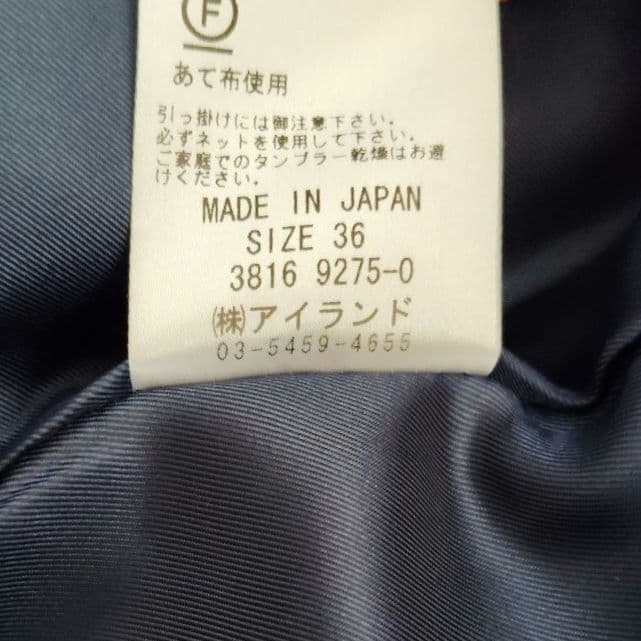 F
あて布使用
引っ掛けには御注意下さい。
必ずネットを使用して下さい。
ご家庭でのタンブラー乾燥はお避
けください。
MADE IN JAPAN
SIZE 36
3816 9275-0
㈱アイランド
03-5459-4655